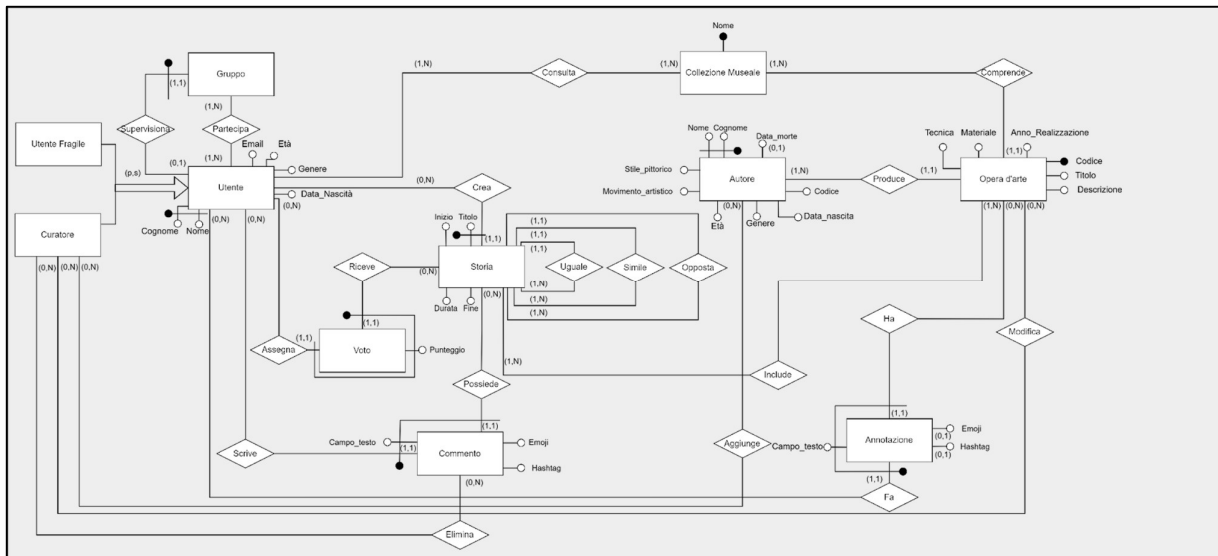 Nome
Gruppo
(1,1)
(1,N)
Consulta
(1,N)
Collezione Museale
(1,N)
Comprende
(1,N)
Supervisiona
Partecipa
Utente Fragile
(p,s)
(0,1)
(1,N)
Email
Età
Genere
Utente
Data_Nascità
(0,N)
Cognome
Nome
(0,N)
(0,N)
(0,N)
Crea
Curatore
(0,N)
(0,N)
(0,N)
Nome
Cognome
Data_morte
(0,1)
Stile_pittorico
Autore
(1,N)
Movimento_artistico
Codice
(0,N)
Età
Genere
Data_nascita
Produce
Tecnica
Materiale
Anno_Realizzazione
(1,1)
Codice
(1,1)
Opera d'arte
Titolo
Descrizione
(1,N)
(0,N)
(0,N)
Inizio
Titolo
(1,1)
(1,1)
(1,1)
(1,1)
Riceve
(0,N)
Storia
Uguale
Simile
Opposta
(0,N)
(1,N)
(1,N)
(1,N)
Durata
Fine
(1,1)
Assegna
(1,1)
Voto
Punteggio
(1,N)
Possiede
Include
Ha
Modifica
(1,1)
Campo_testo
(1,1)
Commento
Emoji
Hashtag
(0,N)
Scrive
Aggiunge
(1,1)
Campo_testo
Annotazione
Emoji
(0,1)
Hashtag
(0,1)
(1,1)
Fa
Elimina